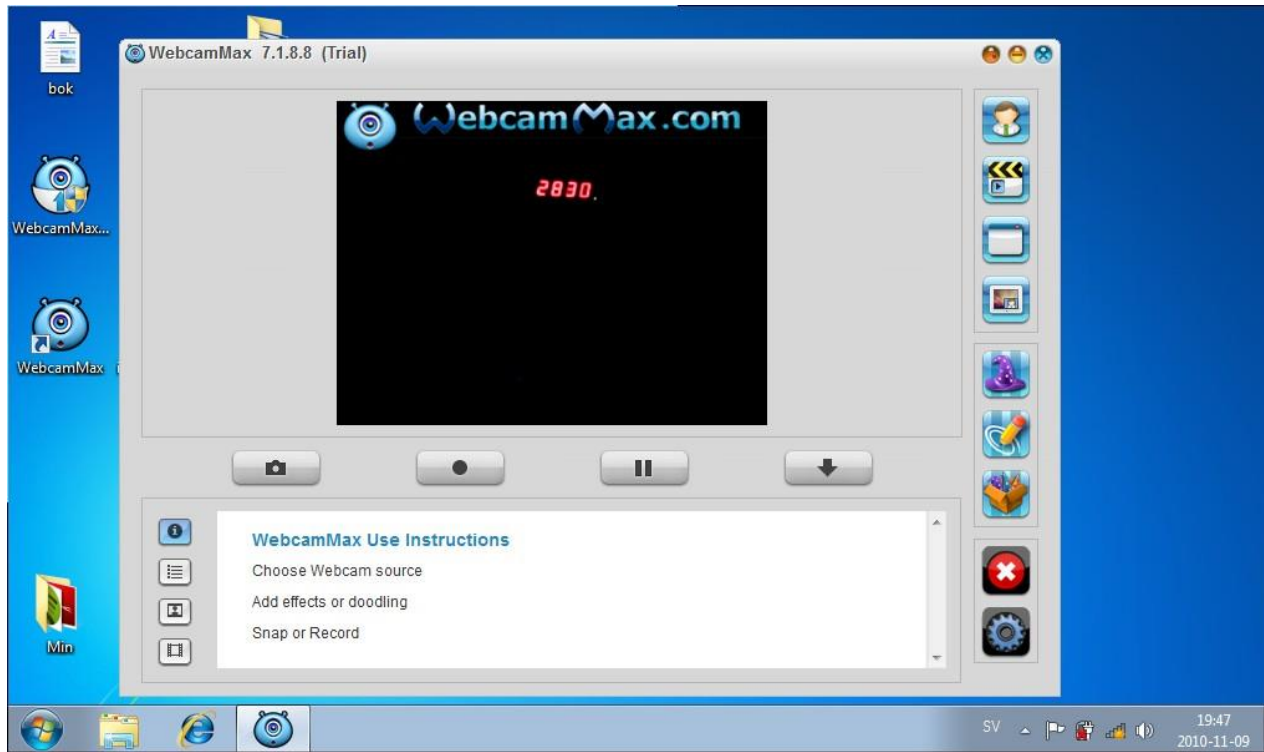 bok
WebcamMax 7.1.8.8 (Trial)
WebcamMax.com
2830.
WebcamMax...
WebcamMax
WebcamMax Use Instructions
Choose Webcam source
Add effects or doodling
Snap or Record
Min
SV
19:47
2010-11-09